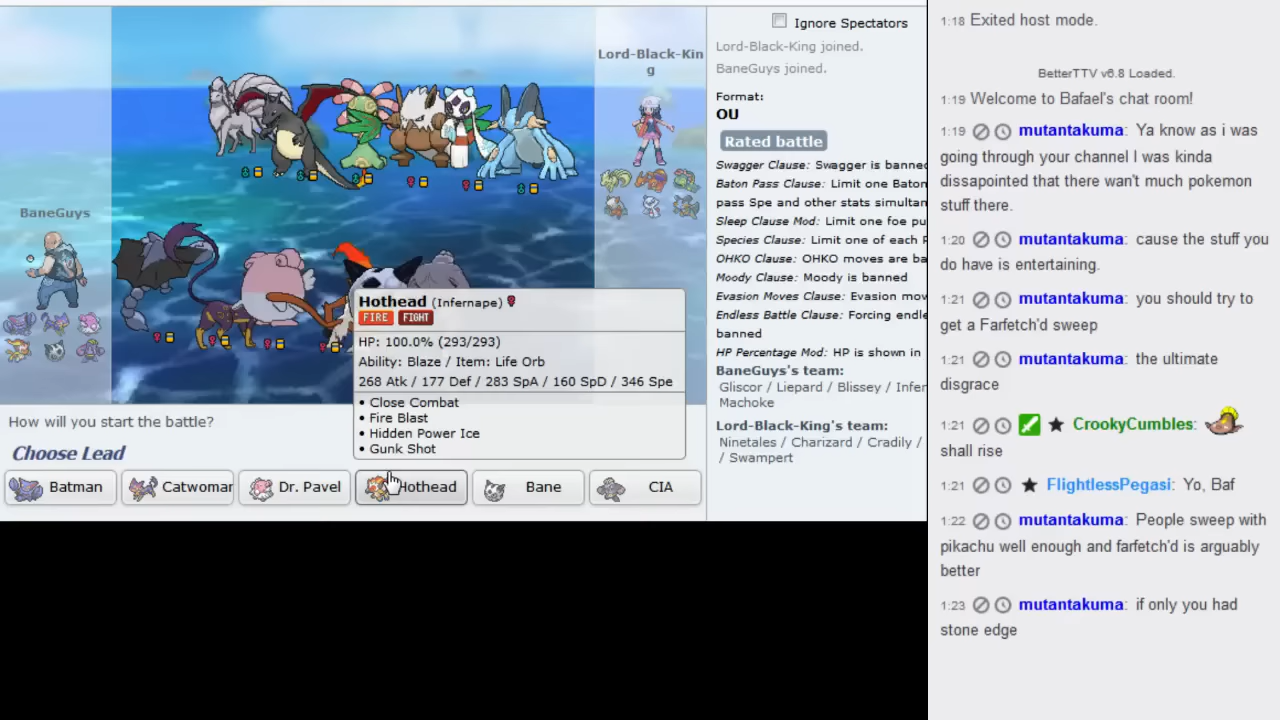 BaneGuys
Lord-Black-Kin
g
Hothead (Infernape)
FIRE FIGHT
HP: 100.0% (293/293)
Ability: Blaze / Item: Life Orb
268 Atk / 177 Def / 283 SpA / 160 SpD / 346 Spe
• Close Combat
• Fire Blast
• Hidden Power Ice
• Gunk Shot
How will you start the battle?
Choose Lead
Batman
Catwomar
Dr. Pavel
Hothead
Bane
CIA
Ignore Spectators
Lord-Black-King joined.
BaneGuys joined.
Format:
OU
Rated battle
Swagger Clause: Swagger is banned
Baton Pass Clause: Limit one Baton
pass Spe and other stats simultan
Sleep Clause Mod: Limit one foe pu
Species Clause: Limit one of each P
OHKO Clause: OHKO moves are ba
Moody Clause: Moody is banned
Evasion Moves Clause: Evasion mov
Endless Battle Clause: Forcing endle
banned
HP Percentage Mod: HP is shown in
BaneGuys's team:
Gliscor / Liepard / Blissey / Infer
Machoke
Lord-Black-King's team:
Ninetales / Charizard / Cradily /
/ Swampert
1:18 Exited host mode.
BetterTTV v6.8 Loaded.
1:19 Welcome to Bafael's chat room!
1:19 mutantakuma: Ya know as i was
going through your channel I was kinda
dissapointed that there wan't much pokemon
stuff there.
1:20 mutantakuma: cause the stuff you
do have is entertaining.
1:21 mutantakuma: you should try to
get a Farfetch'd sweep
1:21 mutantakuma: the ultimate
disgrace
1:21 CrookyCumbles:
shall rise
1:21 FlightlessPegasi: Yo, Baf
1:22 mutantakuma: People sweep with
pikachu well enough and farfetch'd is arguably
better
1:23 mutantakuma: if only you had
stone edge